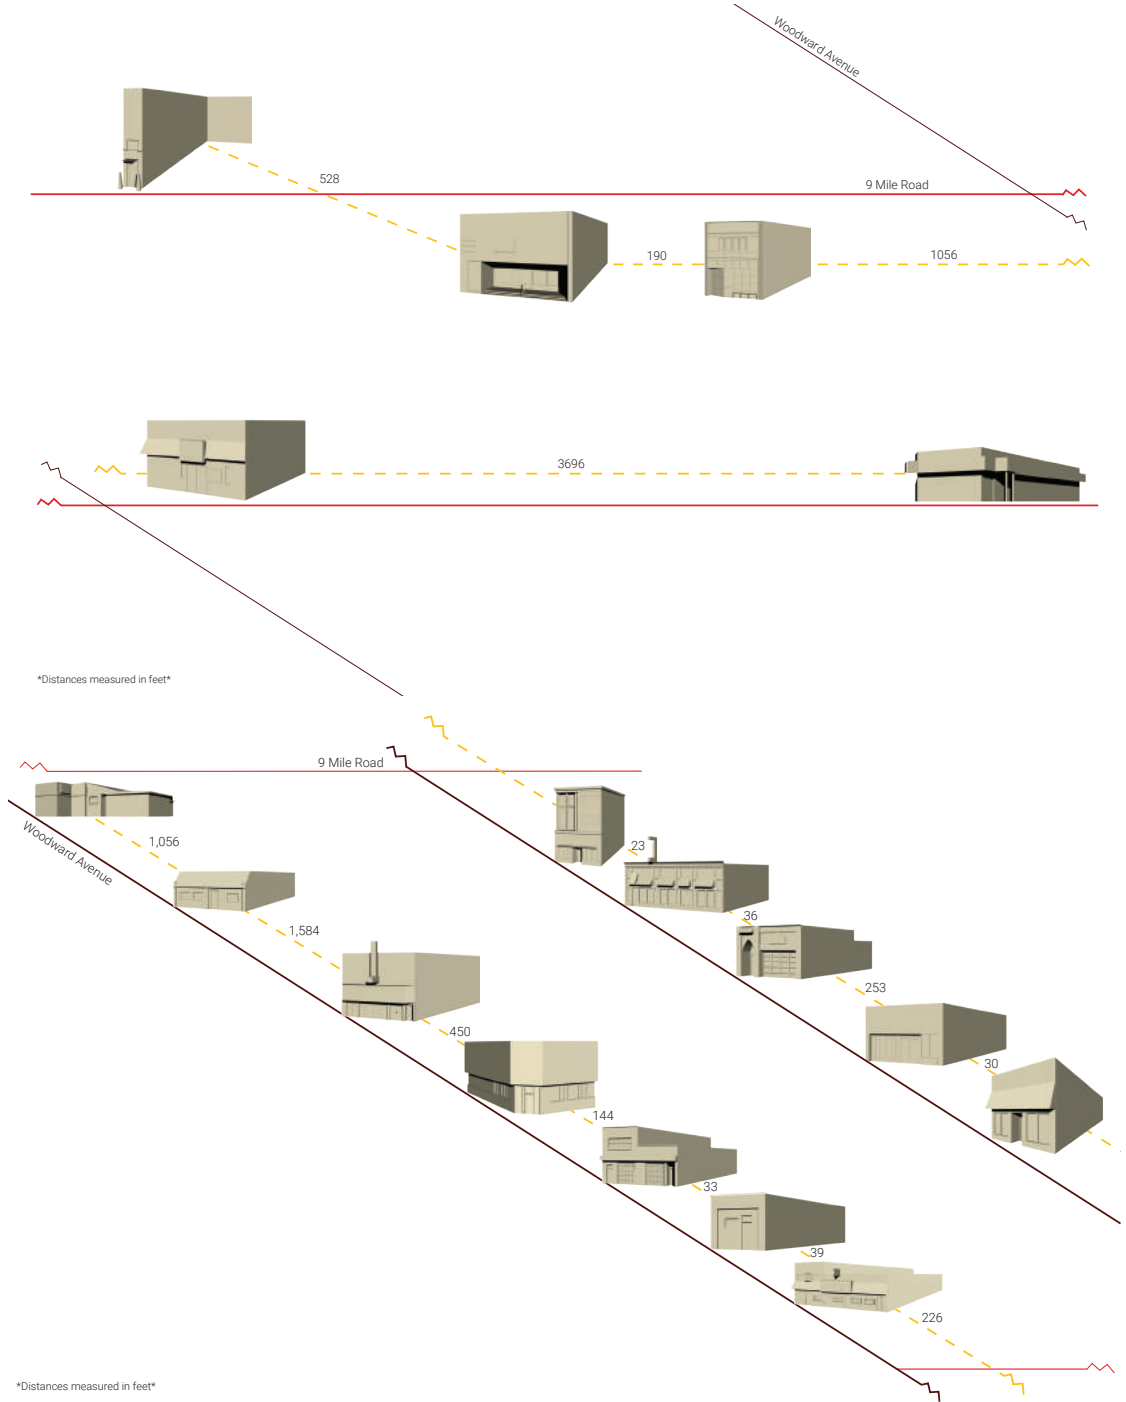 Woodward Avenue
528
9 Mile Road
190
1056
3696
*Distances measured in feet*
9 Mile Road
Woodward Avenue
1,056
23
1,584
36
253
450
30
144
33
39
226
*Distances measured in feet*